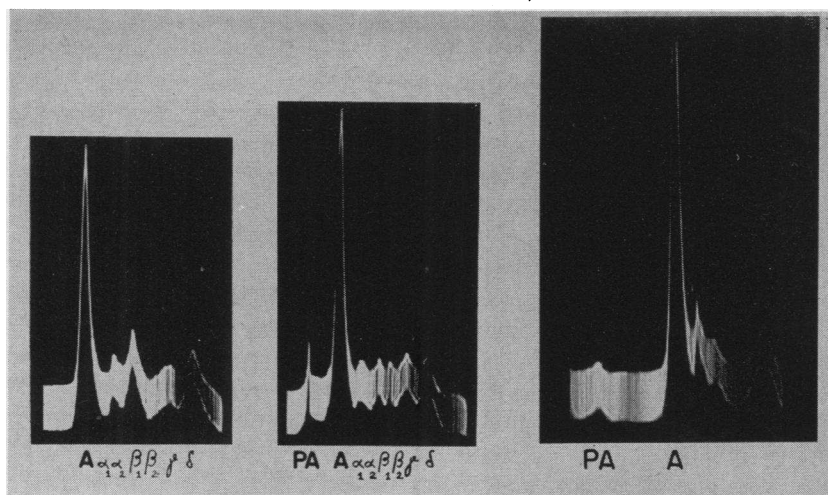 A α₁ α₂ β₁ β₂ γ δ
PA A α₁ α₂ β₁ β₂ γ δ
PA A